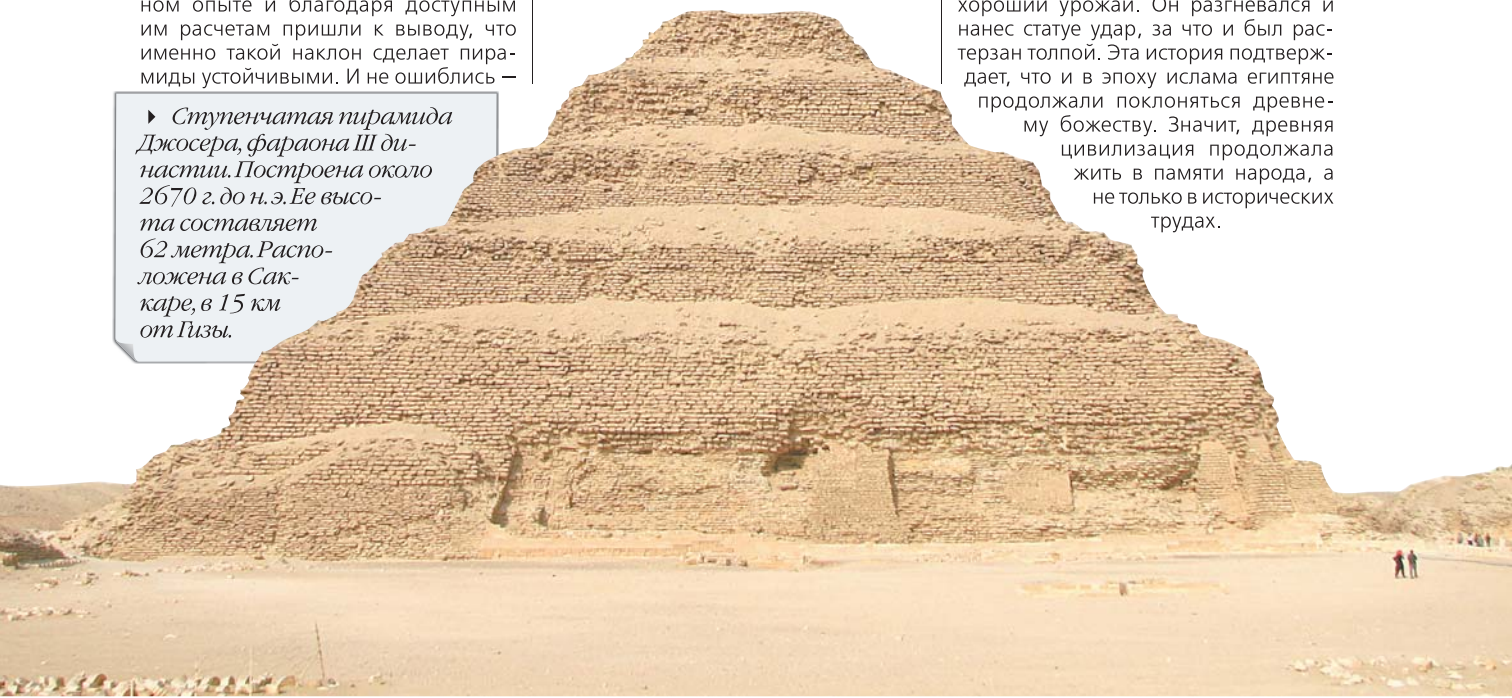 ном опыте и благодаря доступным
им расчетам пришли к выводу, что
именно такой наклон сделает пира-
миды устойчивыми. И не ошиблись —
▸ Ступенчатая пирамида
Джосера, фараона III ди-
настии. Построена около
2670 г. до н. э. Ее высо-
та составляет
62 метра. Распо-
ложена в Сак-
каре, в 15 км
от Гизы.
хороший урожай. Он разгневался и
нанес статуе удар, за что и был рас-
терзан толпой. Эта история подтверж-
дает, что и в эпоху ислама египтяне
продолжали поклоняться древне-
му божеству. Значит, древняя
цивилизация продолжала
жить в памяти народа, а
не только в исторических
трудах.